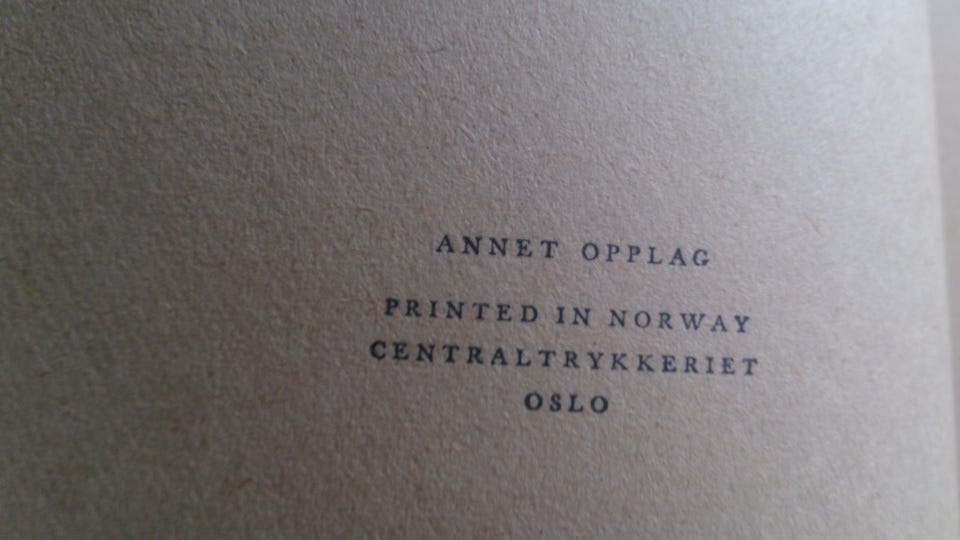 ANNET OPPLAG
PRINTED IN NORWAY
CENTRALTRYKKERIET
OSLO